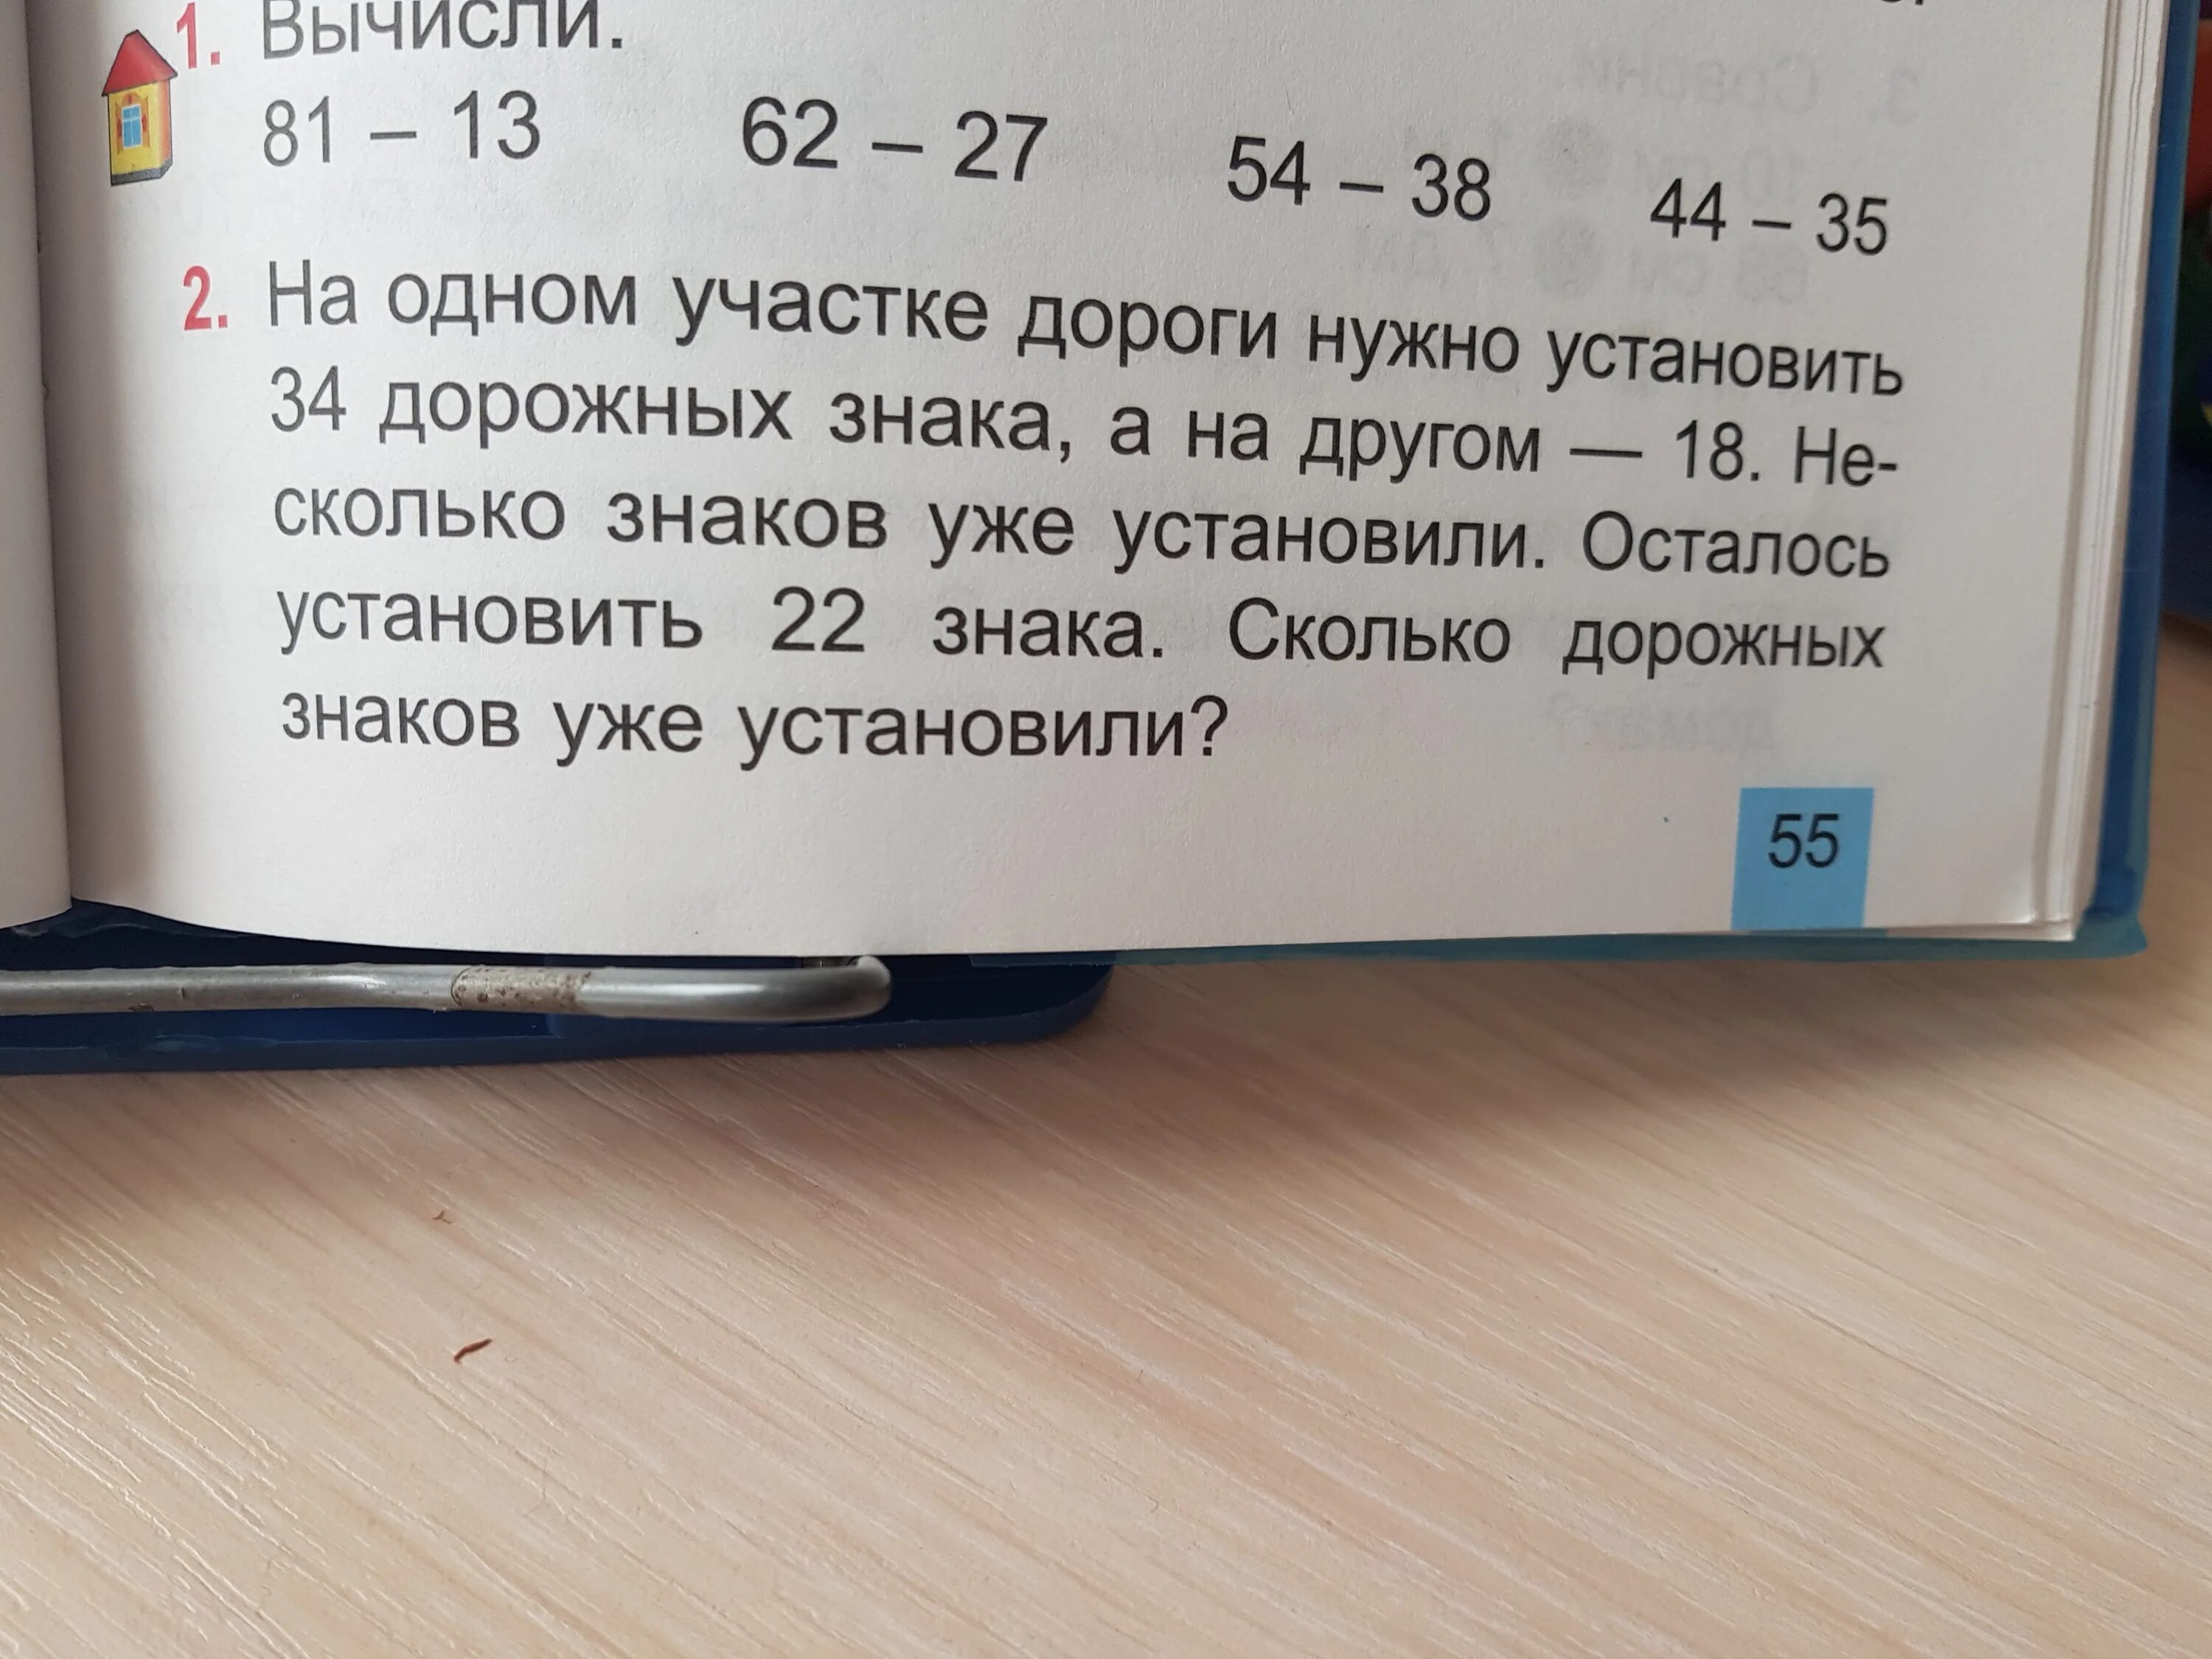 1. Вычисли.
81 – 13 62 – 27 54 – 38 44 – 35
2. На одном участке дороги нужно установить
34 дорожных знака, а на другом — 18. Не-
сколько знаков уже установили. Осталось
установить 22 знака. Сколько дорожных
знаков уже установили?
55